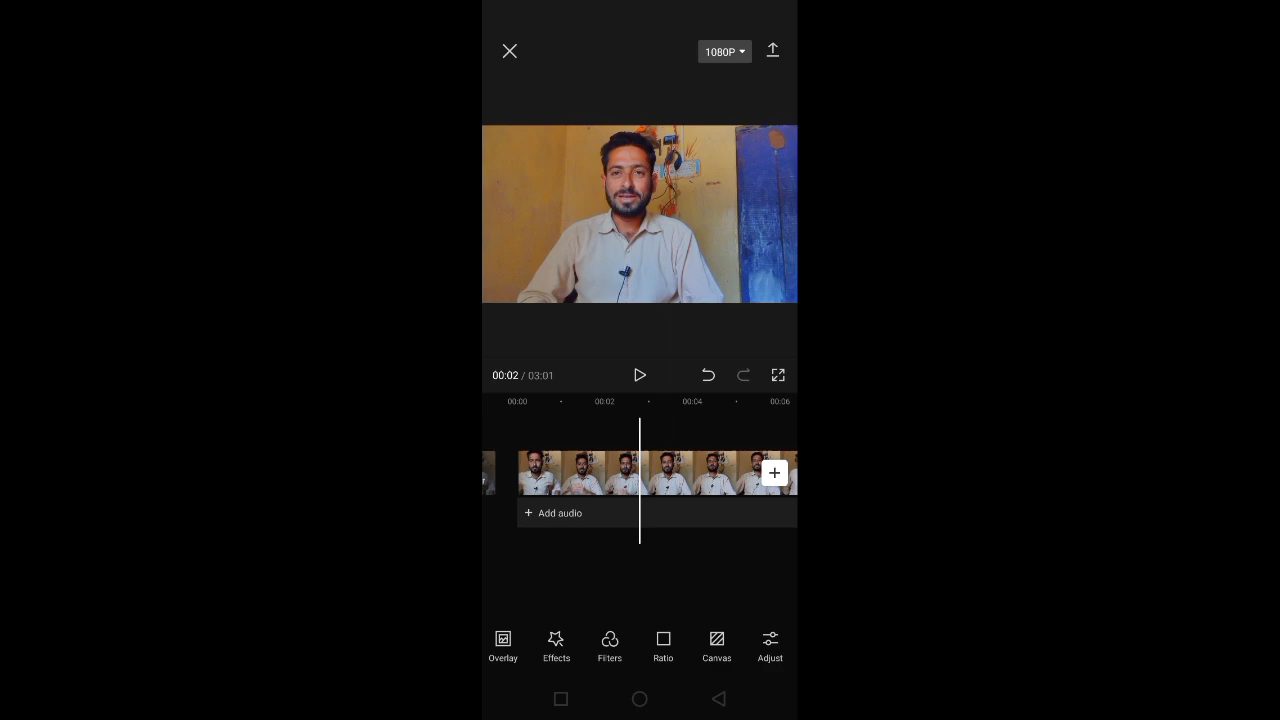 1080P
00:02 / 03:01
00:00 00:02 00:04 00:06
+ Add audio
Overlay Effects Filters Ratio Canvas Adjust